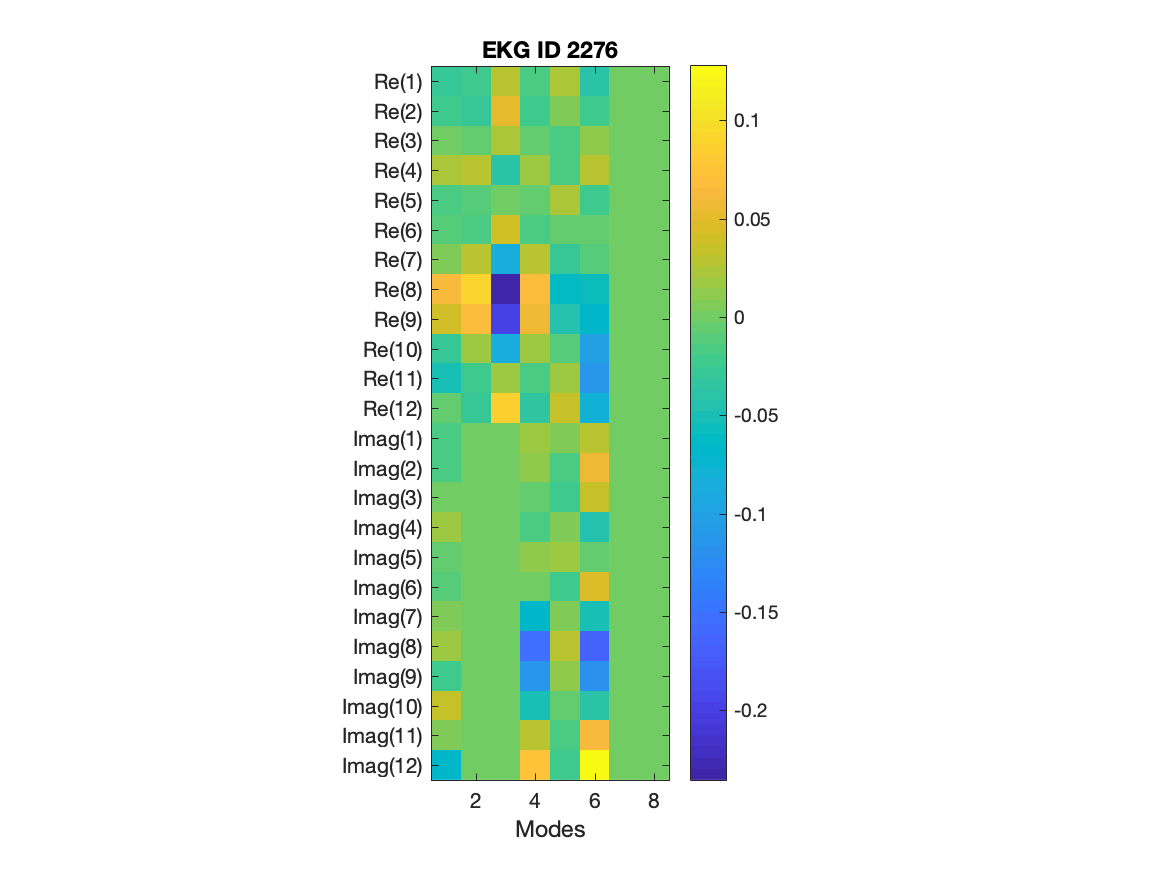 EKG ID 2276
Re(1)
Re(2)
Re(3)
Re(4)
Re(5)
Re(6)
Re(7)
Re(8)
Re(9)
Re(10)
Re(11)
Re(12)
Imag(1)
Imag(2)
Imag(3)
Imag(4)
Imag(5)
Imag(6)
Imag(7)
Imag(8)
Imag(9)
Imag(10)
Imag(11)
Imag(12)
2 4 6 8
Modes
0.1
0.05
0
-0.05
-0.1
-0.15
-0.2